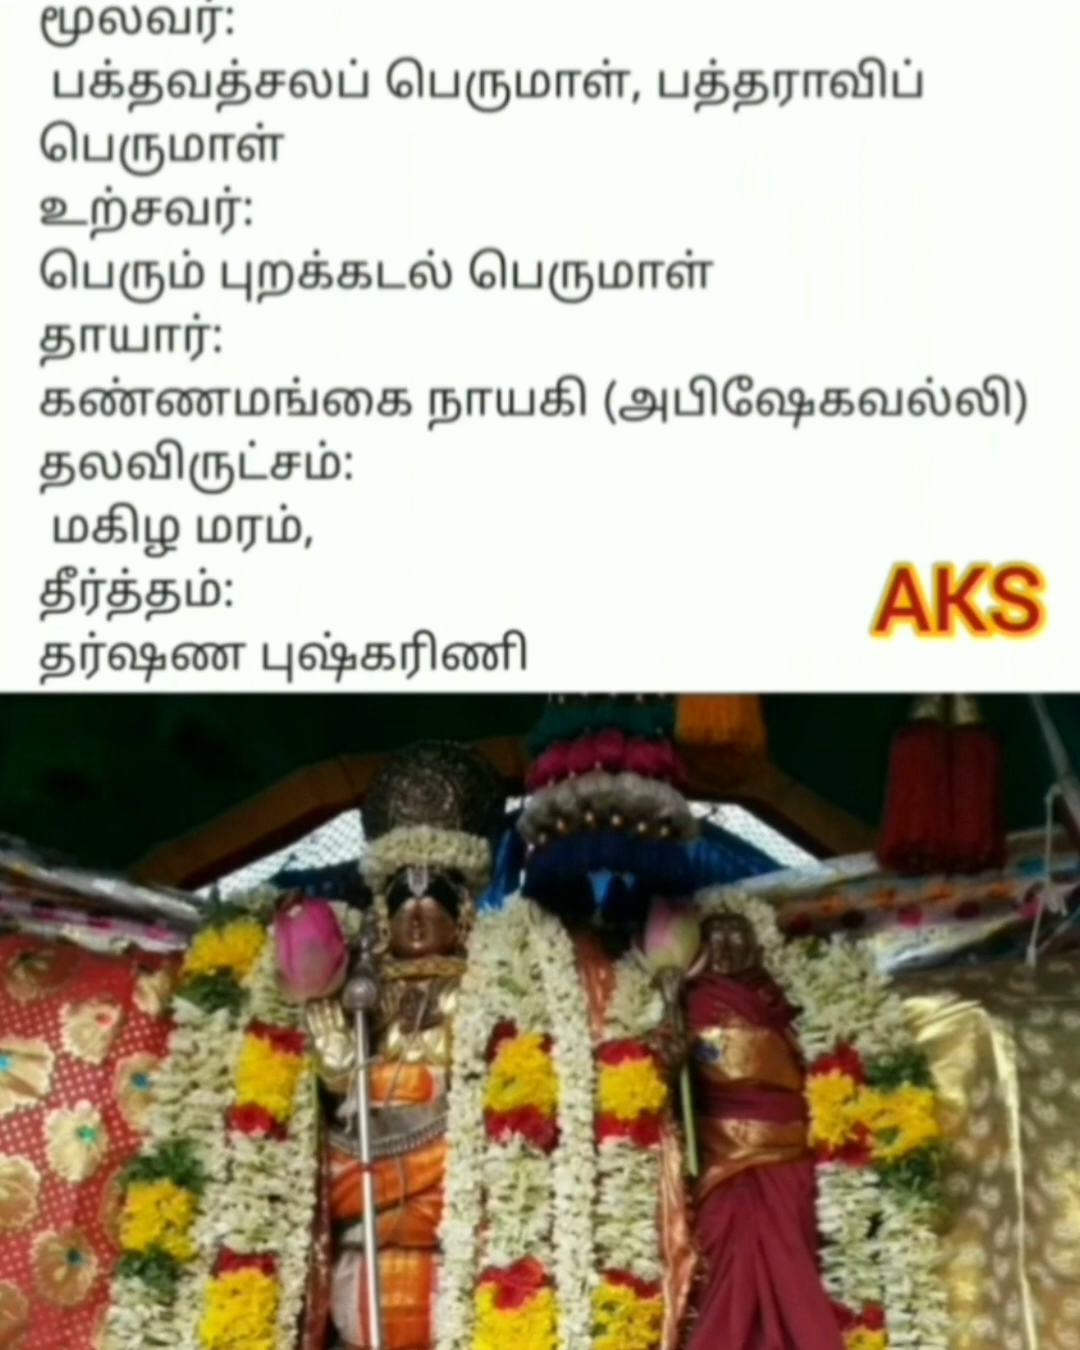 மூலவர்:
பக்தவத்சலப் பெருமாள், பத்தராவிப்
பெருமாள்
உற்சவர்:
பெரும் புறக்கடல் பெருமாள்
தாயார்:
கண்ணமங்கை நாயகி (அபிஷேகவல்லி)
தலவிருட்சம்:
மகிழ மரம்,
தீர்த்தம்:
தர்ஷண புஷ்கரிணி
AKS